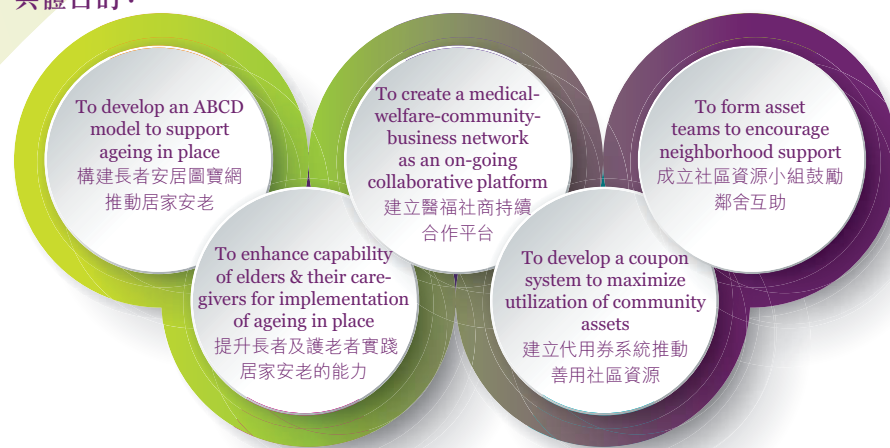 具體目的：
To develop an ABCD
model to support
ageing in place
構建長者安居圖寶網
推動居家安老
To enhance capability
of elders & their care-
givers for implementation
of ageing in place
提升長者及護老者實踐
居家安老的能力
To create a medical-
welfare-community-
business network
as an on-going
collaborative platform
建立醫福社商持續
合作平台
To develop a coupon
system to maximize
utilization of community
assets
建立代用券系統推動
善用社區資源
To form asset
teams to encourage
neighborhood support
成立社區資源小組鼓勵
鄰舍互助